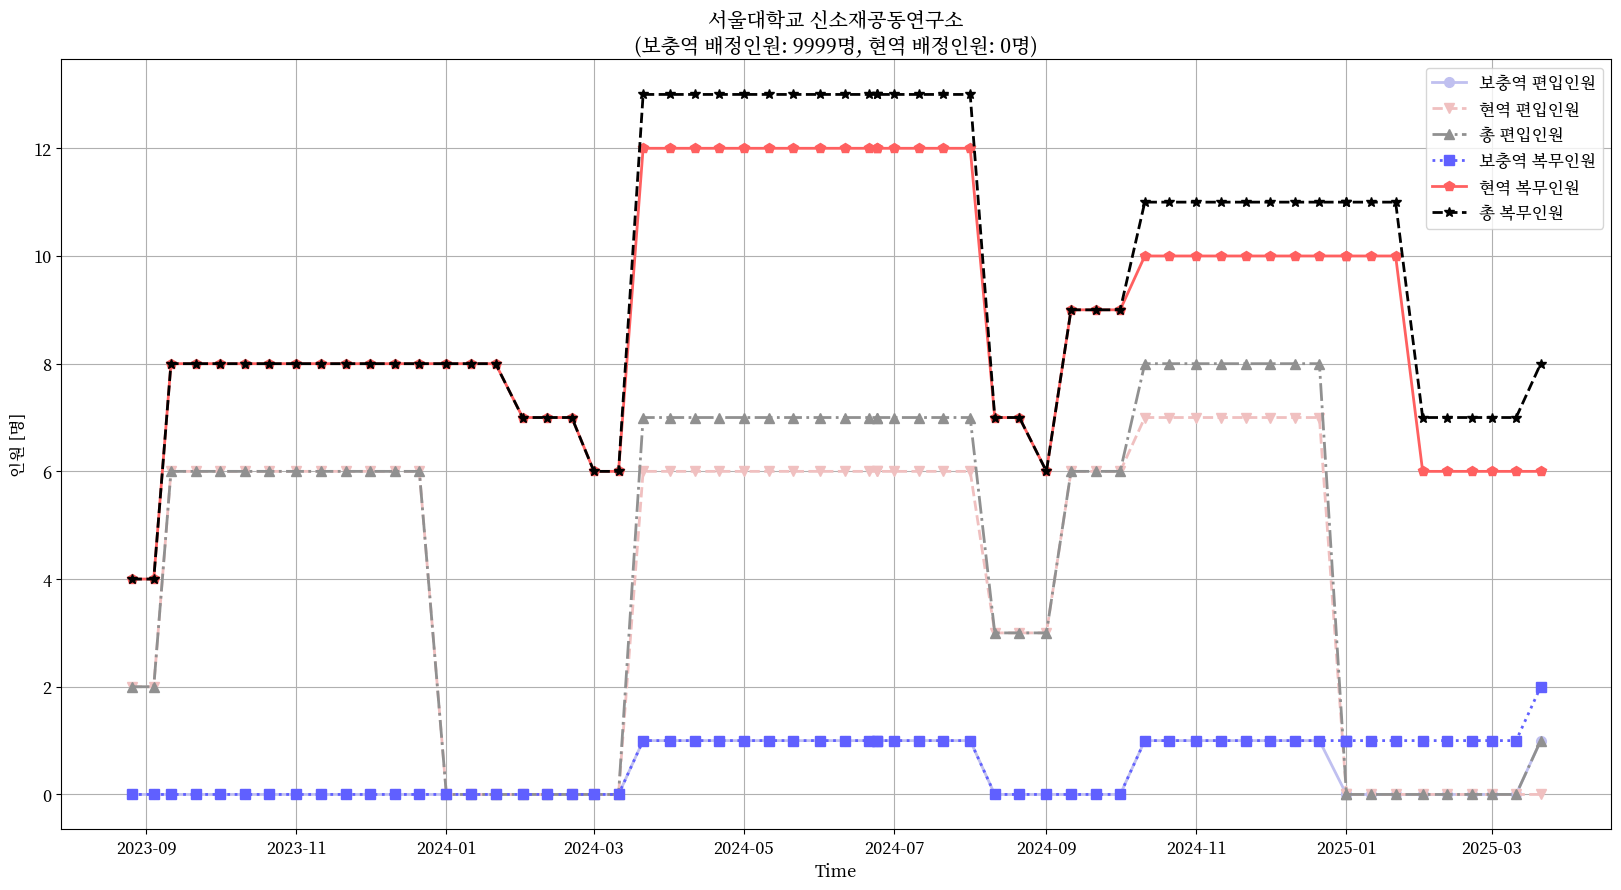 서울대학교 신소재공동연구소
(보충역 배정인원: 9999명, 현역 배정인원: 0명)
보충역 편입인원
현역 편입인원
총 편입인원
보충역 복무인원
현역 복무인원
총 복무인원
인원 [명]
12
10
8
6
4
2
0
2023-09
2023-11
2024-01
2024-03
2024-05
2024-07
2024-09
2024-11
2025-01
2025-03
Time